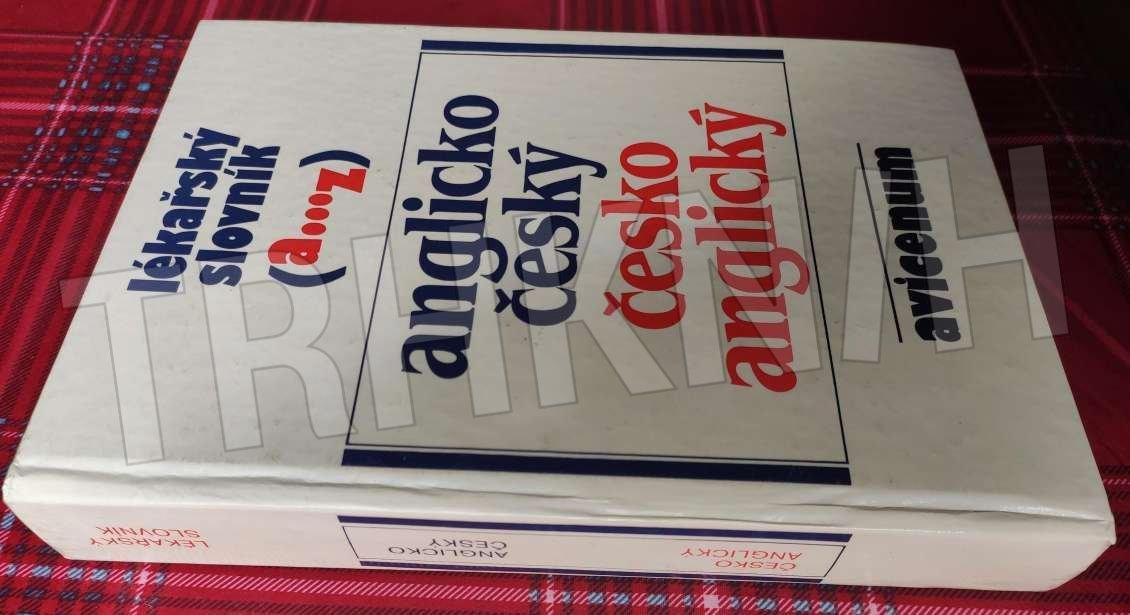 lékařský
slovník
(a...z)
anglicko
český
česko
anglický
avicenum
LÉKAŘSKÝ
SLOVNÍK
ANGLICKO
ČESKÝ
ČESKO
ANGLICKÝ
TRHKNIH